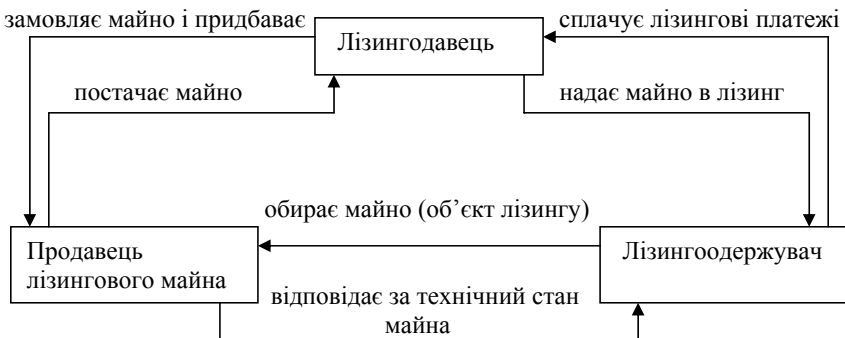 замовляє майно і придбаває
сплачує лізингові платежі
Лізингодавець
постачає майно
надає майно в лізинг
обирає майно (об’єкт лізингу)
Продавець
лізингового майна
Лізингоодержувач
відповідає за технічний стан
майна